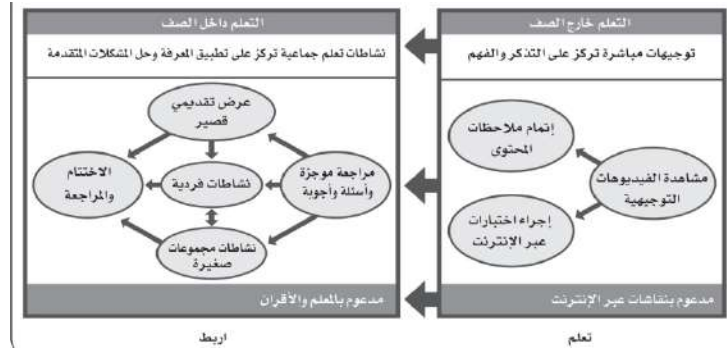 التعلم خارج الصف
توجيهات مباشرة تركز على التذكر والفهم
إتمام ملاحظات
المحتوى
مشاهدة الفيديوهات
التوجيهية
إجراء اختبارات
عبر الإنترنت
مدعوم بنقاشات عبر الإنترنت
تعلم
التعلم داخل الصف
نشاطات تعلم جماعية تركز على تطبيق المعرفة وحل المشكلات المتقدمة
عرض تقديمي
قصير
مراجعة موجزة
وأسئلة وأجوبة
نشاطات فردية
الاختتام
والمراجعة
نشاطات مجموعات
صغيرة
مدعوم بالمعلم والأقران
اربط